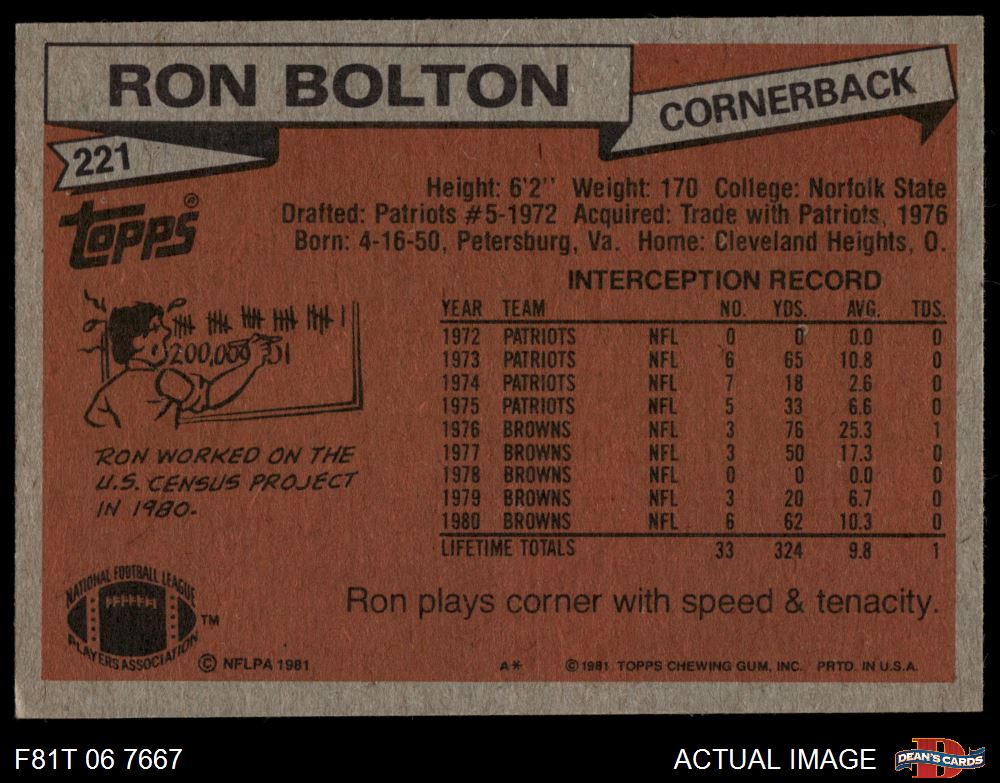 RON BOLTON
CORNERBACK
221
TOPPS®
Height: 6'2'' Weight: 170 College: Norfolk State
Drafted: Patriots #5-1972 Acquired: Trade with Patriots, 1976
Born: 4-16-50, Petersburg, Va. Home: Cleveland Heights, O.
INTERCEPTION RECORD
YEAR TEAM NO. YDS. AVG. TDS.
1972 PATRIOTS NFL 0 0 0.0 0
1973 PATRIOTS NFL 6 65 10.8 0
1974 PATRIOTS NFL 7 18 2.6 0
1975 PATRIOTS NFL 5 33 6.6 0
1976 BROWNS NFL 3 76 25.3 1
1977 BROWNS NFL 3 50 17.3 0
1978 BROWNS NFL 0 0 0.0 0
1979 BROWNS NFL 3 20 6.7 0
1980 BROWNS NFL 6 62 10.3 0
LIFETIME TOTALS 33 324 9.8 1
RON WORKED ON THE
U.S. CENSUS PROJECT
IN 1980.
Ron plays corner with speed & tenacity.
NATIONAL FOOTBALL LEAGUE
PLAYERS ASSOCIATION
TM
© NFLPA 1981
A* ©1981 TOPPS CHEWING GUM, INC. PRTD. IN U.S.A.
F81T 06 7667
ACTUAL IMAGE
DEAN'S CARDS